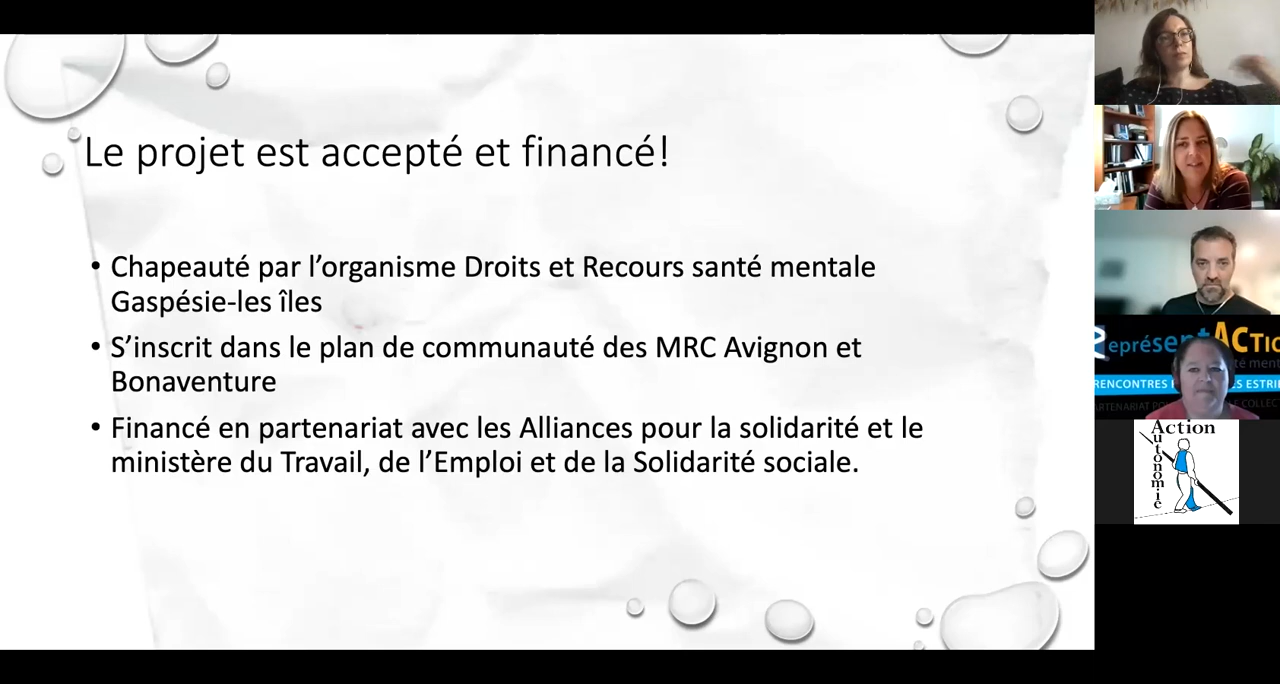 Le projet est accepté et financé!
• Chapeauté par l’organisme Droits et Recours santé mentale
Gaspésie-les îles
• S’inscrit dans le plan de communauté des MRC Avignon et
Bonaventure
• Financé en partenariat avec les Alliances pour la solidarité et le
ministère du Travail, de l’Emploi et de la Solidarité sociale.
RENCONTRES
Action
Autonomie